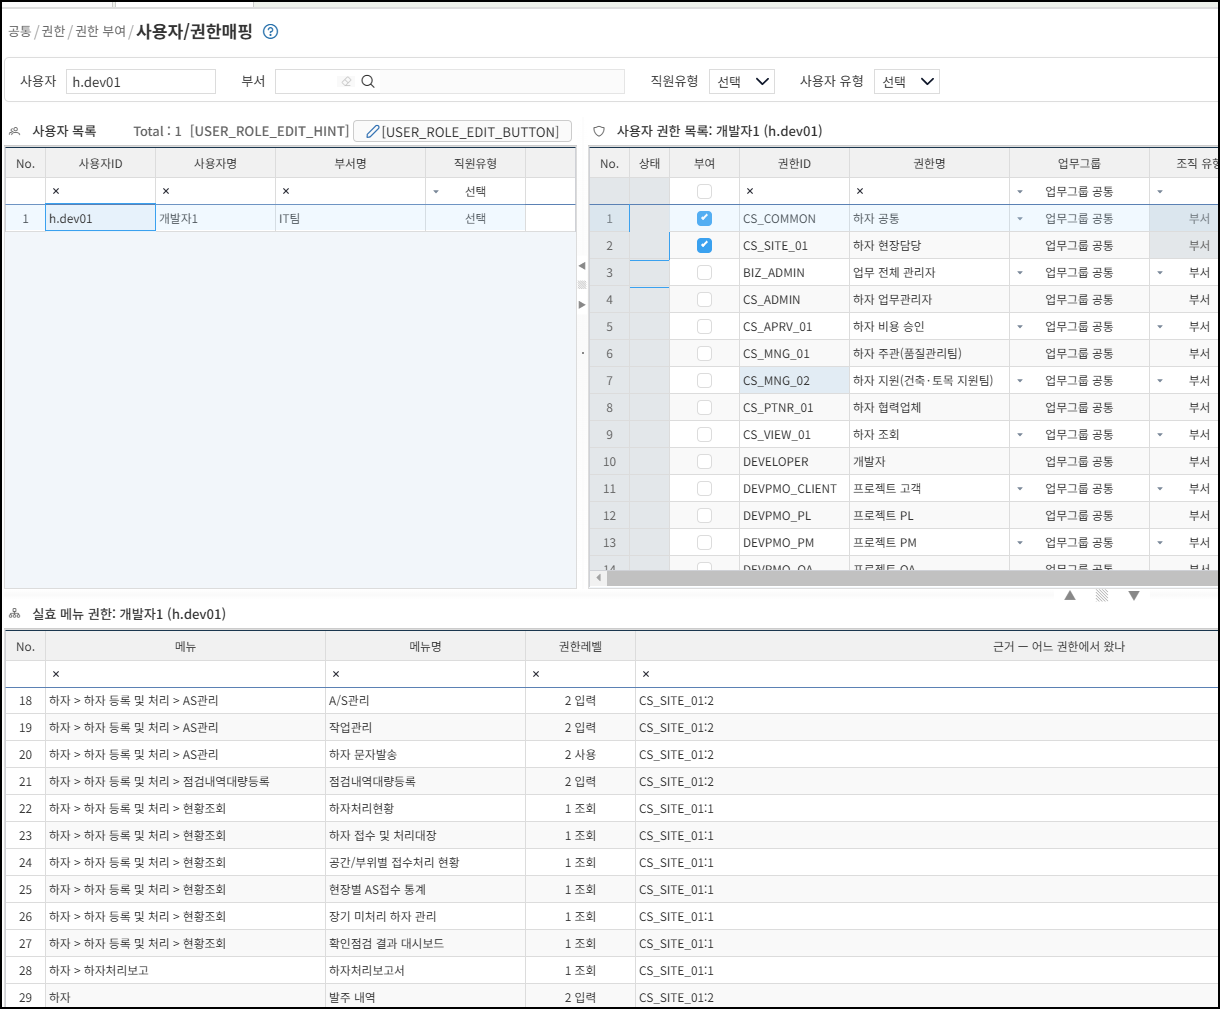 공통 / 권한 / 권한 부여 / 사용자/권한매핑 ?
사용자 h.dev01 부서 직원유형 선택 사용자 유형 선택
사용자 목록 Total : 1 [USER_ROLE_EDIT_HINT] [USER_ROLE_EDIT_BUTTON]
No. 사용자ID 사용자명 부서명 직원유형
× × × 선택
1 h.dev01 개발자1 IT팀 선택
사용자 권한 목록: 개발자1 (h.dev01)
No. 상태 부여 권한ID 권한명 업무그룹 조직 유형
× × 업무그룹 공통
1 CS_COMMON 하자 공통 업무그룹 공통 부서
2 CS_SITE_01 하자 현장담당 업무그룹 공통 부서
3 BIZ_ADMIN 업무 전체 관리자 업무그룹 공통 부서
4 CS_ADMIN 하자 업무관리자 업무그룹 공통 부서
5 CS_APRV_01 하자 비용 승인 업무그룹 공통 부서
6 CS_MNG_01 하자 주관(품질관리팀) 업무그룹 공통 부서
7 CS_MNG_02 하자 지원(건축·토목 지원팀) 업무그룹 공통 부서
8 CS_PTNR_01 하자 협력업체 업무그룹 공통 부서
9 CS_VIEW_01 하자 조회 업무그룹 공통 부서
10 DEVELOPER 개발자 업무그룹 공통 부서
11 DEVPMO_CLIENT 프로젝트 고객 업무그룹 공통 부서
12 DEVPMO_PL 프로젝트 PL 업무그룹 공통 부서
13 DEVPMO_PM 프로젝트 PM 업무그룹 공통 부서
14 DEVPMO_QA 프로젝트 QA 업무그룹 공통 부서
실효 메뉴 권한: 개발자1 (h.dev01)
No. 메뉴 메뉴명 권한레벨 근거 — 어느 권한에서 왔나
× × × ×
18 하자 > 하자 등록 및 처리 > AS관리 A/S관리 2 입력 CS_SITE_01:2
19 하자 > 하자 등록 및 처리 > AS관리 작업관리 2 입력 CS_SITE_01:2
20 하자 > 하자 등록 및 처리 > AS관리 하자 문자발송 2 사용 CS_SITE_01:2
21 하자 > 하자 등록 및 처리 > 점검내역대량등록 점검내역대량등록 2 입력 CS_SITE_01:2
22 하자 > 하자 등록 및 처리 > 현황조회 하자처리현황 1 조회 CS_SITE_01:1
23 하자 > 하자 등록 및 처리 > 현황조회 하자 접수 및 처리대장 1 조회 CS_SITE_01:1
24 하자 > 하자 등록 및 처리 > 현황조회 공간/부위별 접수처리 현황 1 조회 CS_SITE_01:1
25 하자 > 하자 등록 및 처리 > 현황조회 현장별 AS접수 통계 1 조회 CS_SITE_01:1
26 하자 > 하자 등록 및 처리 > 현황조회 장기 미처리 하자 관리 1 조회 CS_SITE_01:1
27 하자 > 하자 등록 및 처리 > 현황조회 확인점검 결과 대시보드 1 조회 CS_SITE_01:1
28 하자 > 하자처리보고 하자처리보고서 1 조회 CS_SITE_01:1
29 하자 발주 내역 2 입력 CS_SITE_01:2